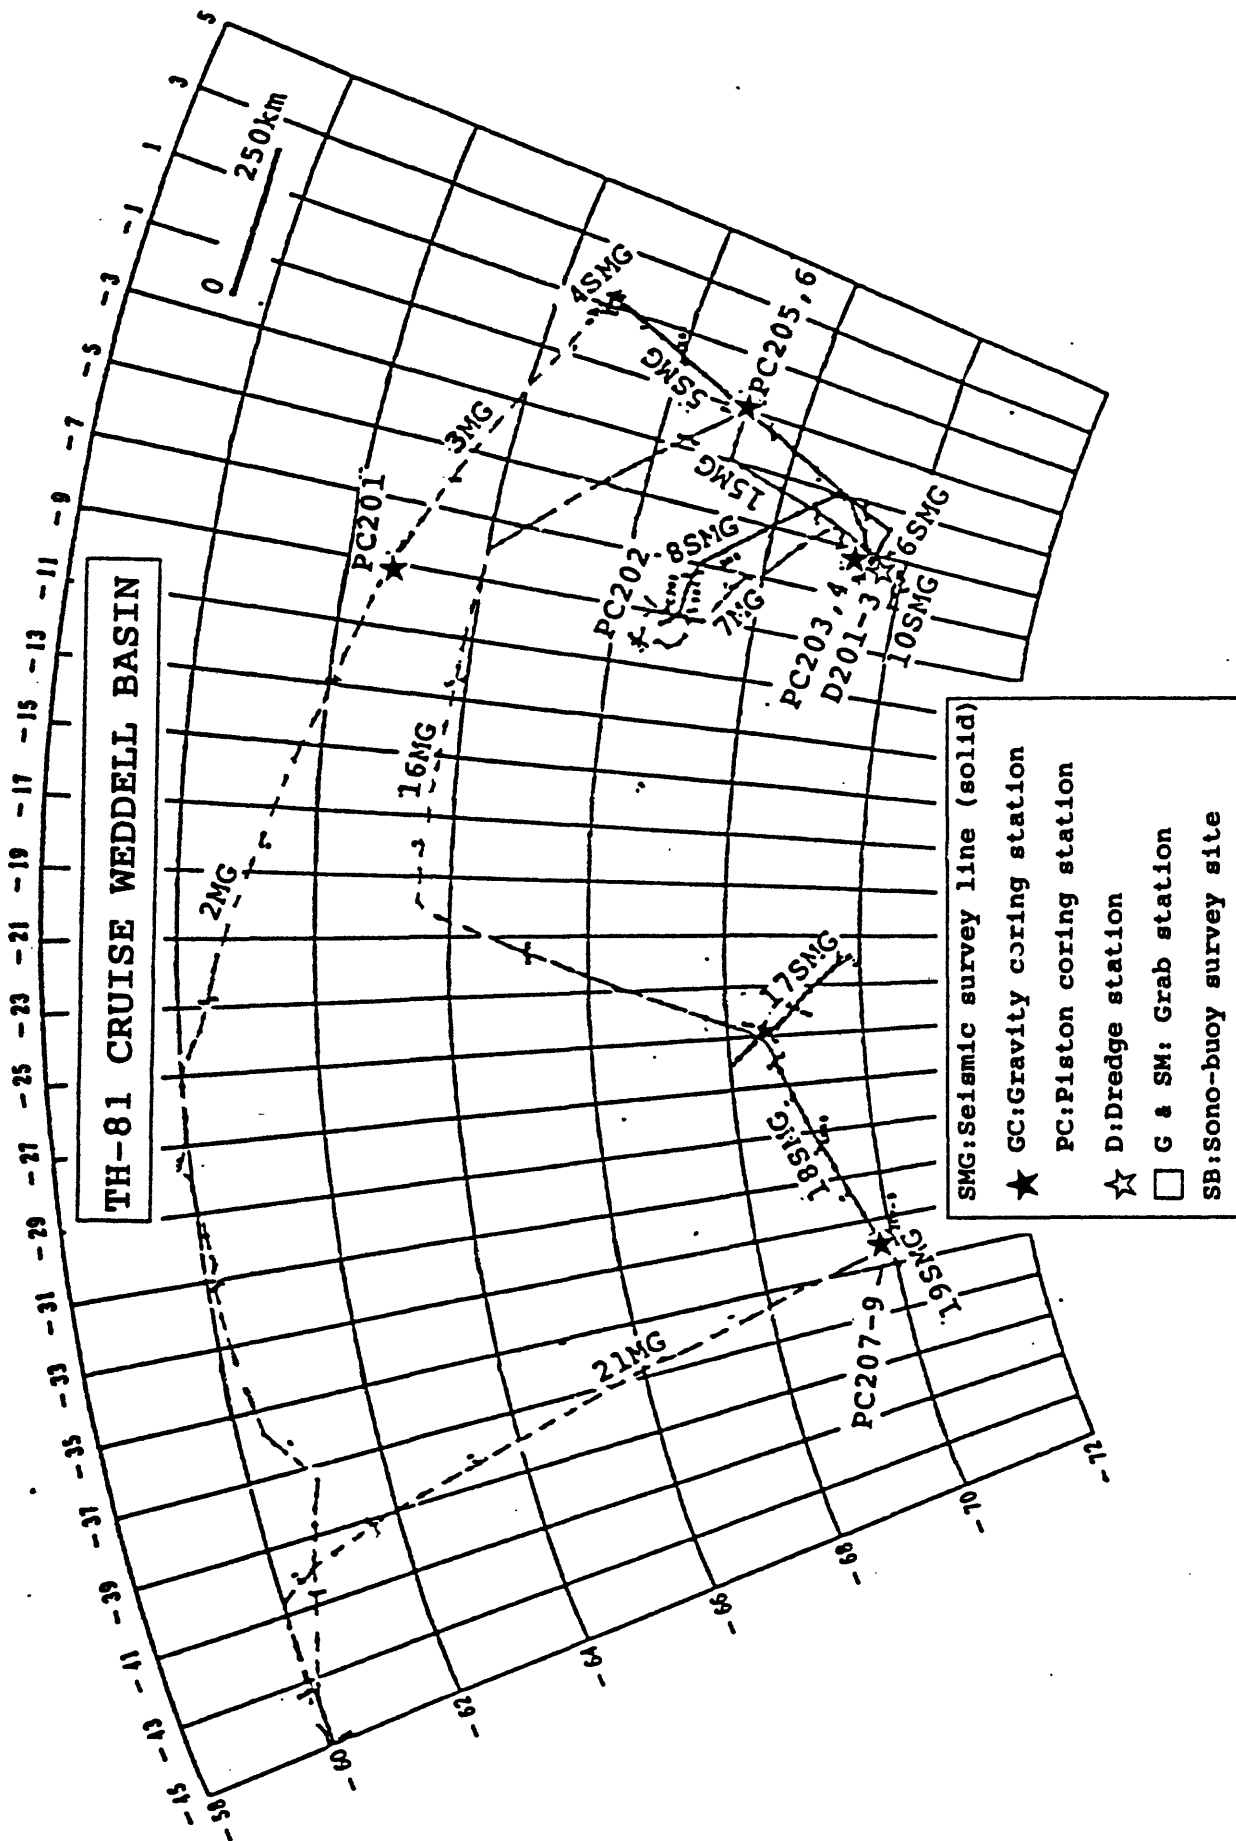 TH-81 CRUISE WEDDELL BASIN
-45
-43
-41
-39
-37
-35
-33
-31
-29
-27
-25
-23
-21
-19
-17
-15
-13
-11
-9
-7
-5
-3
-1
1
3
5
-58
-60
-62
-64
-66
-68
-70
-72
0 250km
2MG
PC201
3MG
4SMG
16MG
5SMG
PC205,6
15MG
PC202
8SMG
7MG
6SMG
PC203,4
D201-3
10SMG
17SMG
18SMG
19SMG
PC207-9
21MG
SMG:Seismic survey line (solid)
★ GC:Gravity coring station
PC:Piston coring station
☆ D:Dredge station
□ G & SM: Grab station
SB:Sono-buoy survey site